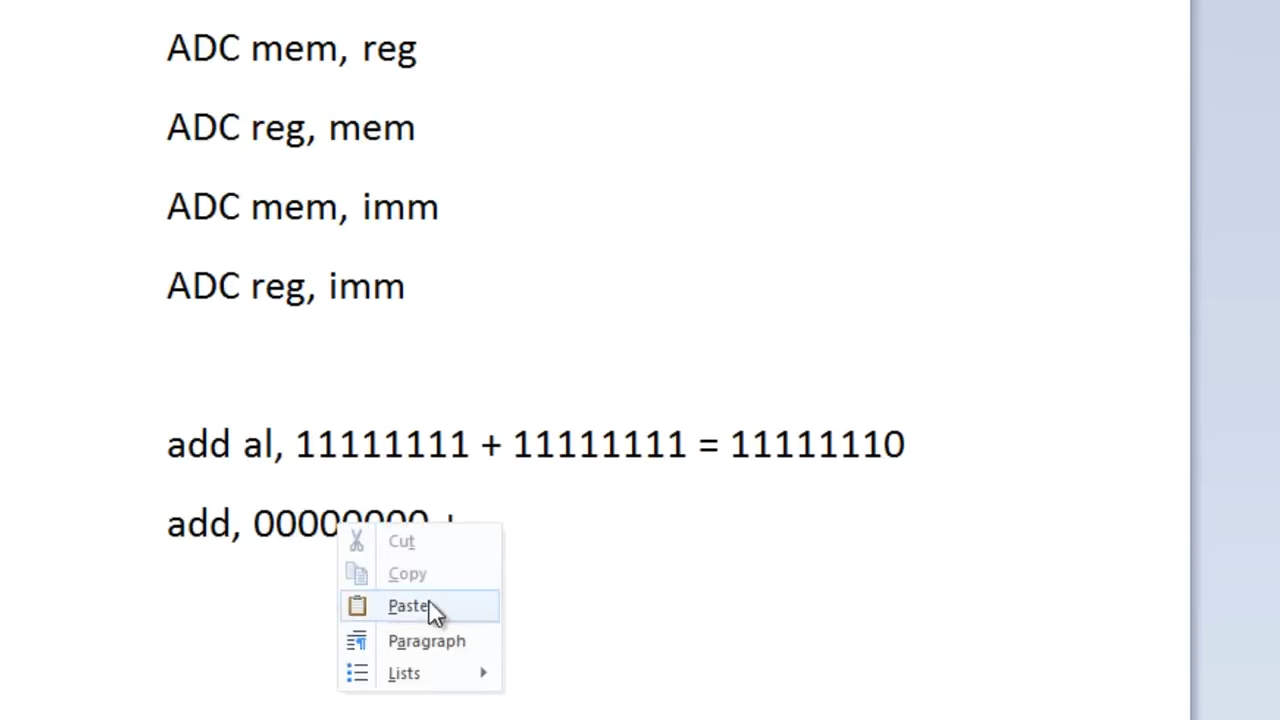 ADC mem, reg
ADC reg, mem
ADC mem, imm
ADC reg, imm
add al, 11111111 + 11111111 = 11111110
add, 00000000 +
Cut
Copy
Paste
Paragraph
Lists